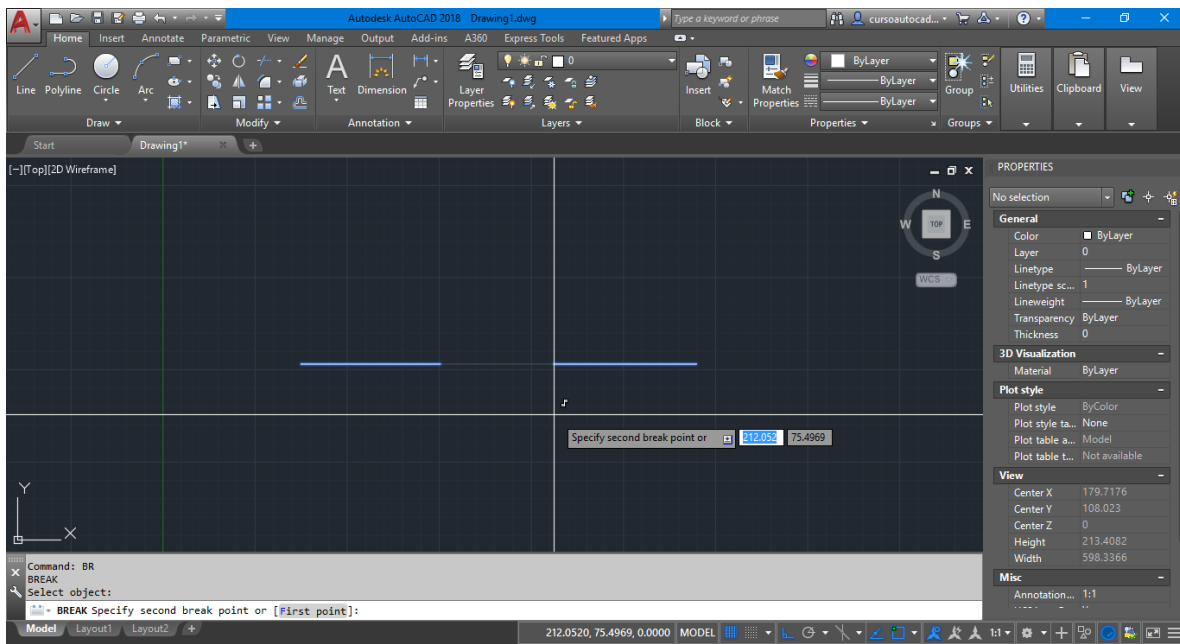 Autodesk AutoCAD 2018 Drawing1.dwg Type a keyword or phrase cursoautocad...
Home Insert Annotate Parametric View Manage Output Add-ins A360 Express Tools Featured Apps
0 ByLayer
Line Polyline Circle Arc Text Dimension Layer Properties Insert Match Properties ByLayer ByLayer Group Utilities Clipboard View
Draw Modify Annotation Layers Block Properties Groups
Start Drawing1* +
[−][Top][2D Wireframe]
N
W TOP E
S
WCS
Specify second break point or 212.052 75.4969
Y
X
PROPERTIES
No selection
General
Color ByLayer
Layer 0
Linetype ByLayer
Linetype sc... 1
Lineweight ByLayer
Transparency ByLayer
Thickness 0
3D Visualization
Material ByLayer
Plot style
Plot style ByColor
Plot style ta... None
Plot table a... Model
Plot table t... Not available
View
Center X 179.7176
Center Y 108.023
Center Z 0
Height 213.4082
Width 598.3366
Misc
Annotation... 1:1
Command: BR
BREAK
Select object:
BREAK Specify second break point or [First point]:
Model Layout1 Layout2 + 212.0520, 75.4969, 0.0000 MODEL 1:1